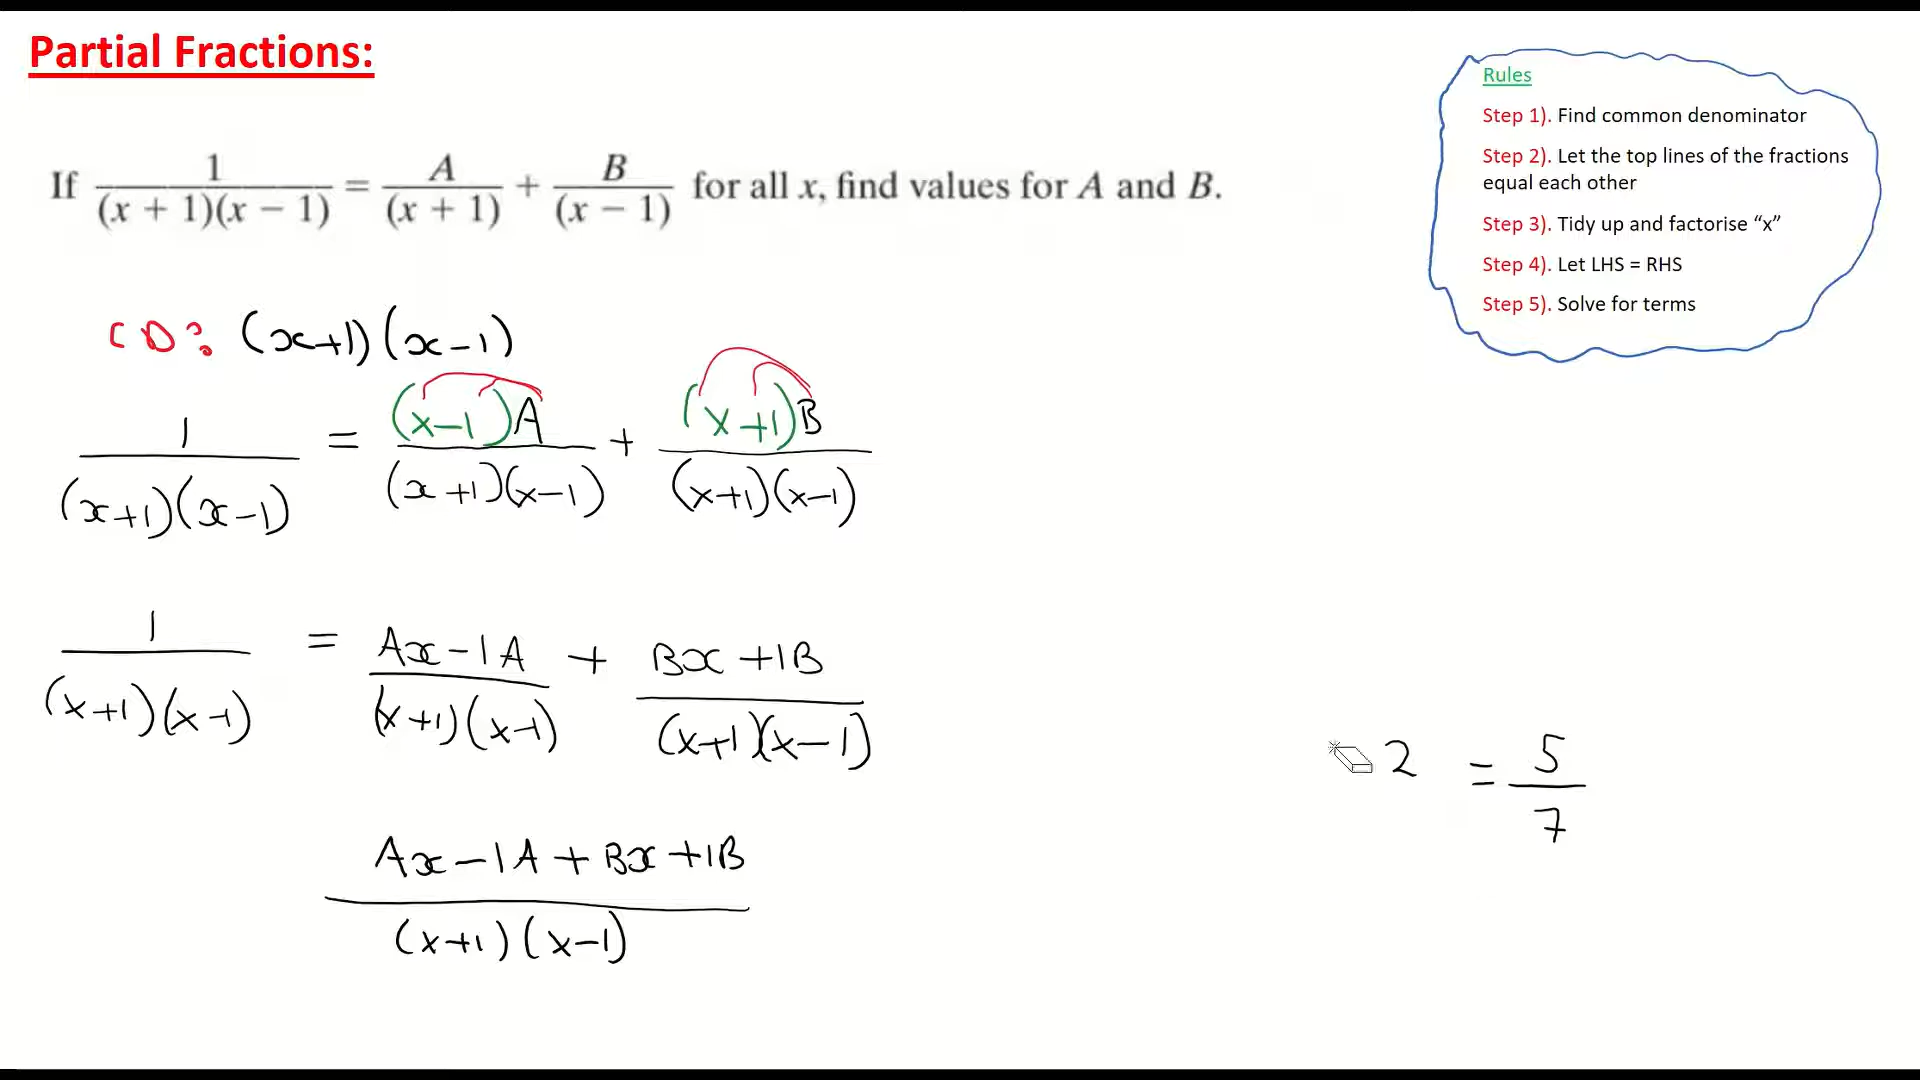 Partial Fractions:
If 1/((x + 1)(x − 1)) = A/(x + 1) + B/(x − 1) for all x, find values for A and B.
Rules
Step 1). Find common denominator
Step 2). Let the top lines of the fractions
equal each other
Step 3). Tidy up and factorise “x”
Step 4). Let LHS = RHS
Step 5). Solve for terms
CD: (x+1)(x-1)
1/((x+1)(x-1)) = (x-1)A/((x+1)(x-1)) + (x+1)B/((x+1)(x-1))
1/((x+1)(x-1)) = (Ax-1A)/((x+1)(x-1)) + (Bx+1B)/((x+1)(x-1))
(Ax-1A+Bx+1B)/((x+1)(x-1))
2 = 5/7